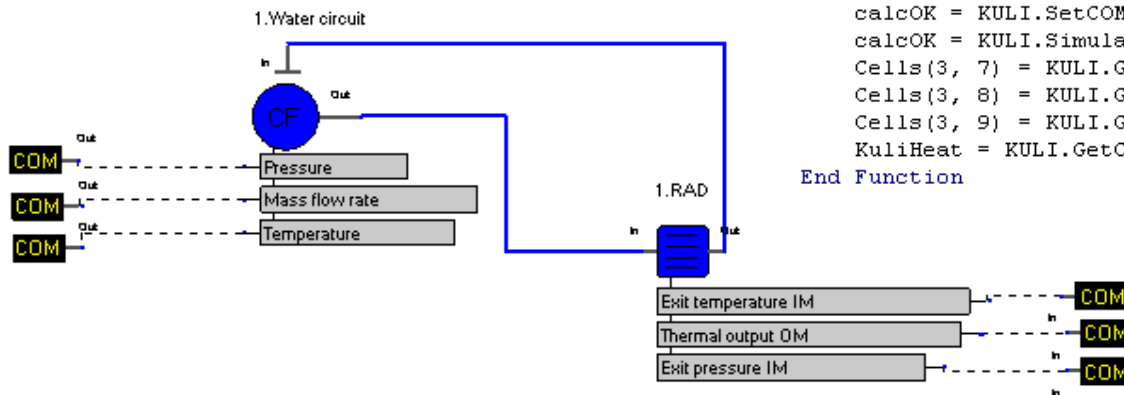 1.Water circuit
In
Out
CF
Out
COM
Pressure
Out
COM
Mass flow rate
Out
COM
Temperature
calcOK = KULI.SetCOM
calcOK = KULI.Simula
Cells(3, 7) = KULI.G
Cells(3, 8) = KULI.G
Cells(3, 9) = KULI.G
KuliHeat = KULI.GetC
End Function
1.RAD
In
Out
Exit temperature IM
COM
In
Thermal output OM
COM
In
Exit pressure IM
COM
In